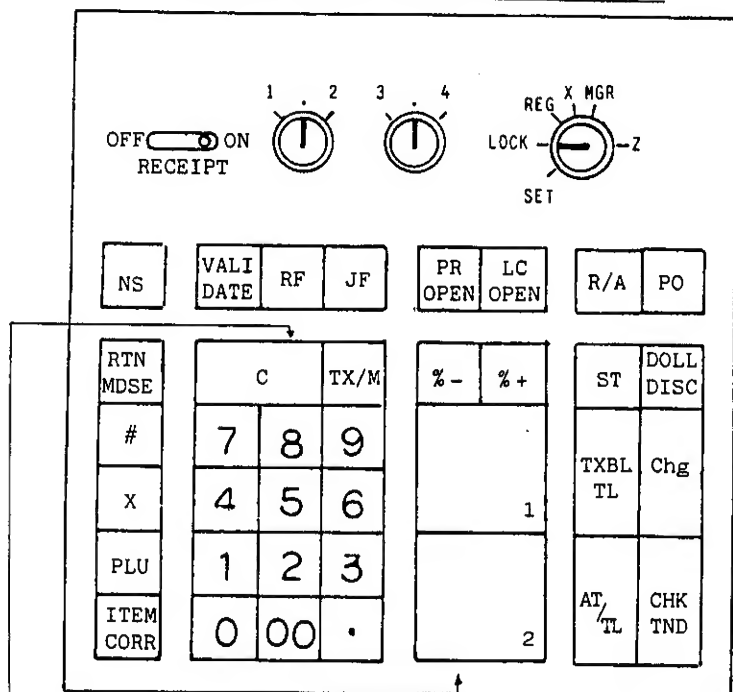 1 • 2 3 • 4
REG X MGR
OFF ON LOCK Z
RECEIPT
SET
NS VALI DATE RF JF PR OPEN LC OPEN R/A PO
RTN MDSE C TX/M % - % + ST DOLL DISC
# 7 8 9 TXBL TL Chg
X 4 5 6 1
PLU 1 2 3
ITEM CORR 0 00 • 2 AT/TL CHK TND